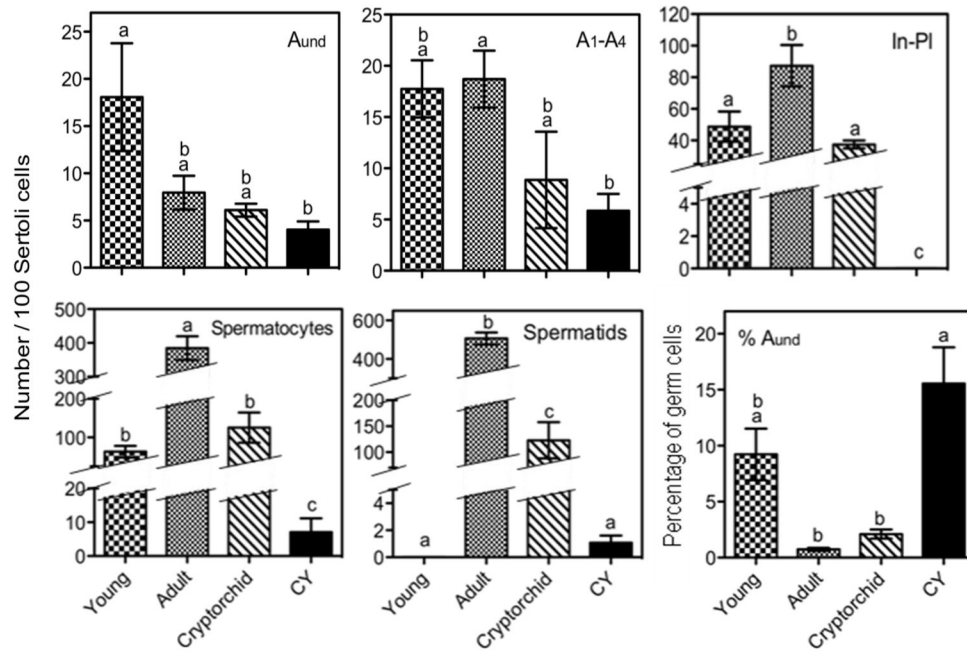 Number / 100 Sertoli cells
25
20
15
10
5
0
Aund
a
b
a
b
a
b
25
20
15
10
5
0
A1-A4
b
a
a
b
a
b
120
100
80
60
40
4
2
0
In-Pl
a
b
a
c
500
400
300
200
100
20
10
0
Spermatocytes
b
a
b
c
Young
Adult
Cryptorchid
CY
600
400
200
150
100
4
2
0
Spermatids
a
b
c
a
Young
Adult
Cryptorchid
CY
Percentage of germ cells
20
15
10
5
0
% Aund
b
a
b
b
a
Young
Adult
Cryptorchid
CY